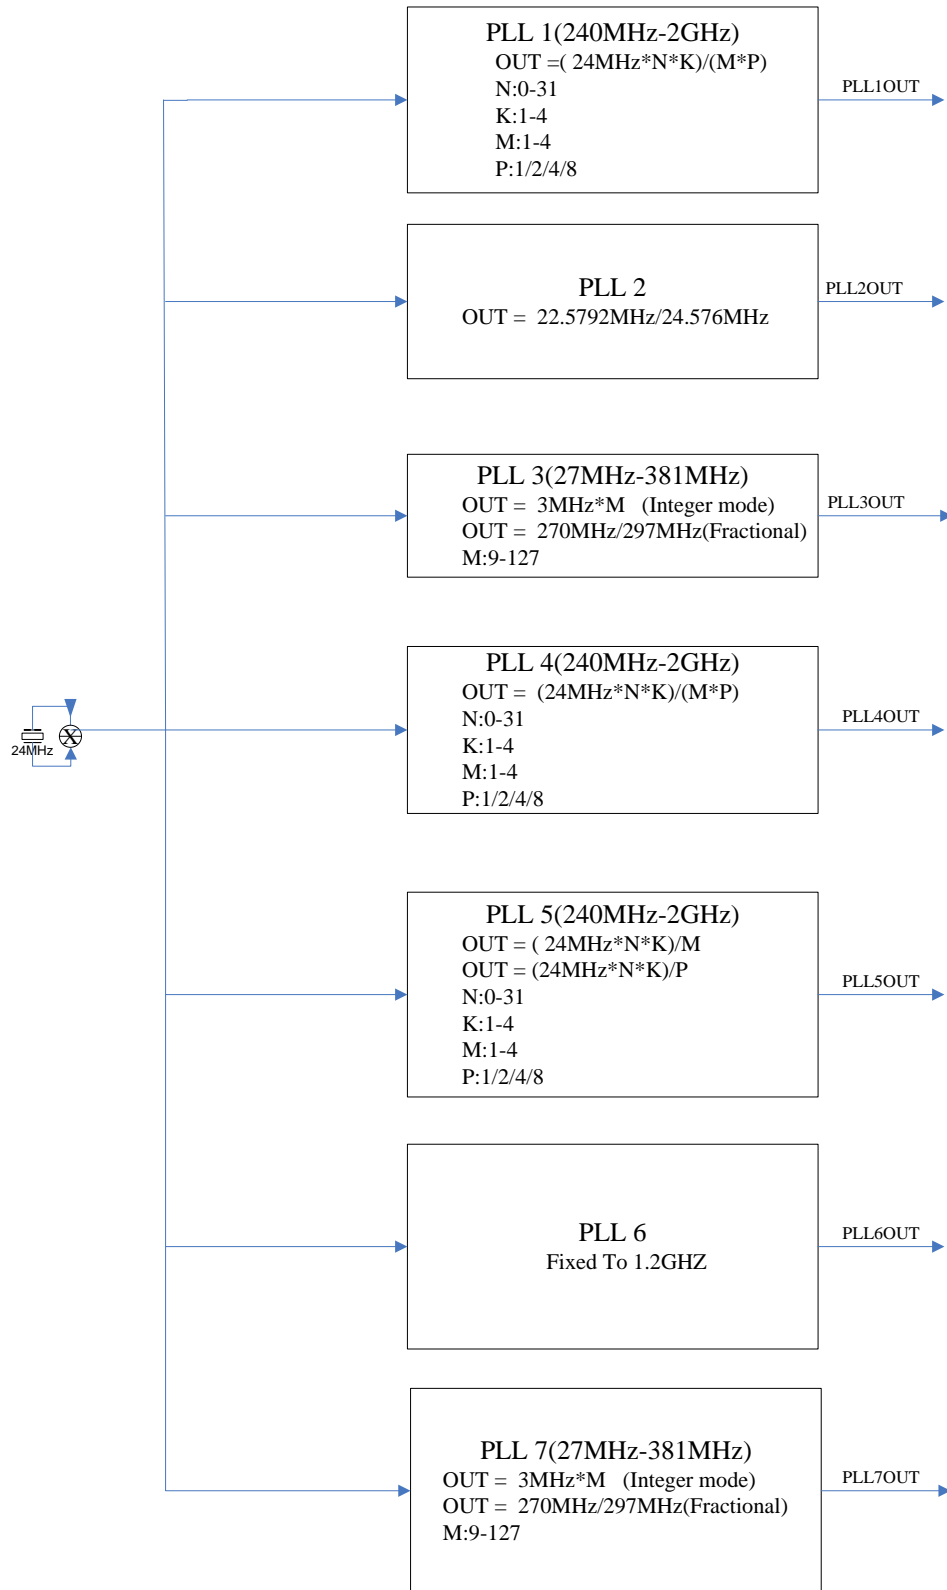 PLL 1(240MHz-2GHz)
OUT =( 24MHz*N*K)/(M*P)
N:0-31
K:1-4
M:1-4
P:1/2/4/8
PLL1OUT
PLL 2
OUT = 22.5792MHz/24.576MHz
PLL2OUT
PLL 3(27MHz-381MHz)
OUT = 3MHz*M (Integer mode)
OUT = 270MHz/297MHz(Fractional)
M:9-127
PLL3OUT
24MHz
X
PLL 4(240MHz-2GHz)
OUT = (24MHz*N*K)/(M*P)
N:0-31
K:1-4
M:1-4
P:1/2/4/8
PLL4OUT
PLL 5(240MHz-2GHz)
OUT = ( 24MHz*N*K)/M
OUT = (24MHz*N*K)/P
N:0-31
K:1-4
M:1-4
P:1/2/4/8
PLL5OUT
PLL 6
Fixed To 1.2GHZ
PLL6OUT
PLL 7(27MHz-381MHz)
OUT = 3MHz*M (Integer mode)
OUT = 270MHz/297MHz(Fractional)
M:9-127
PLL7OUT